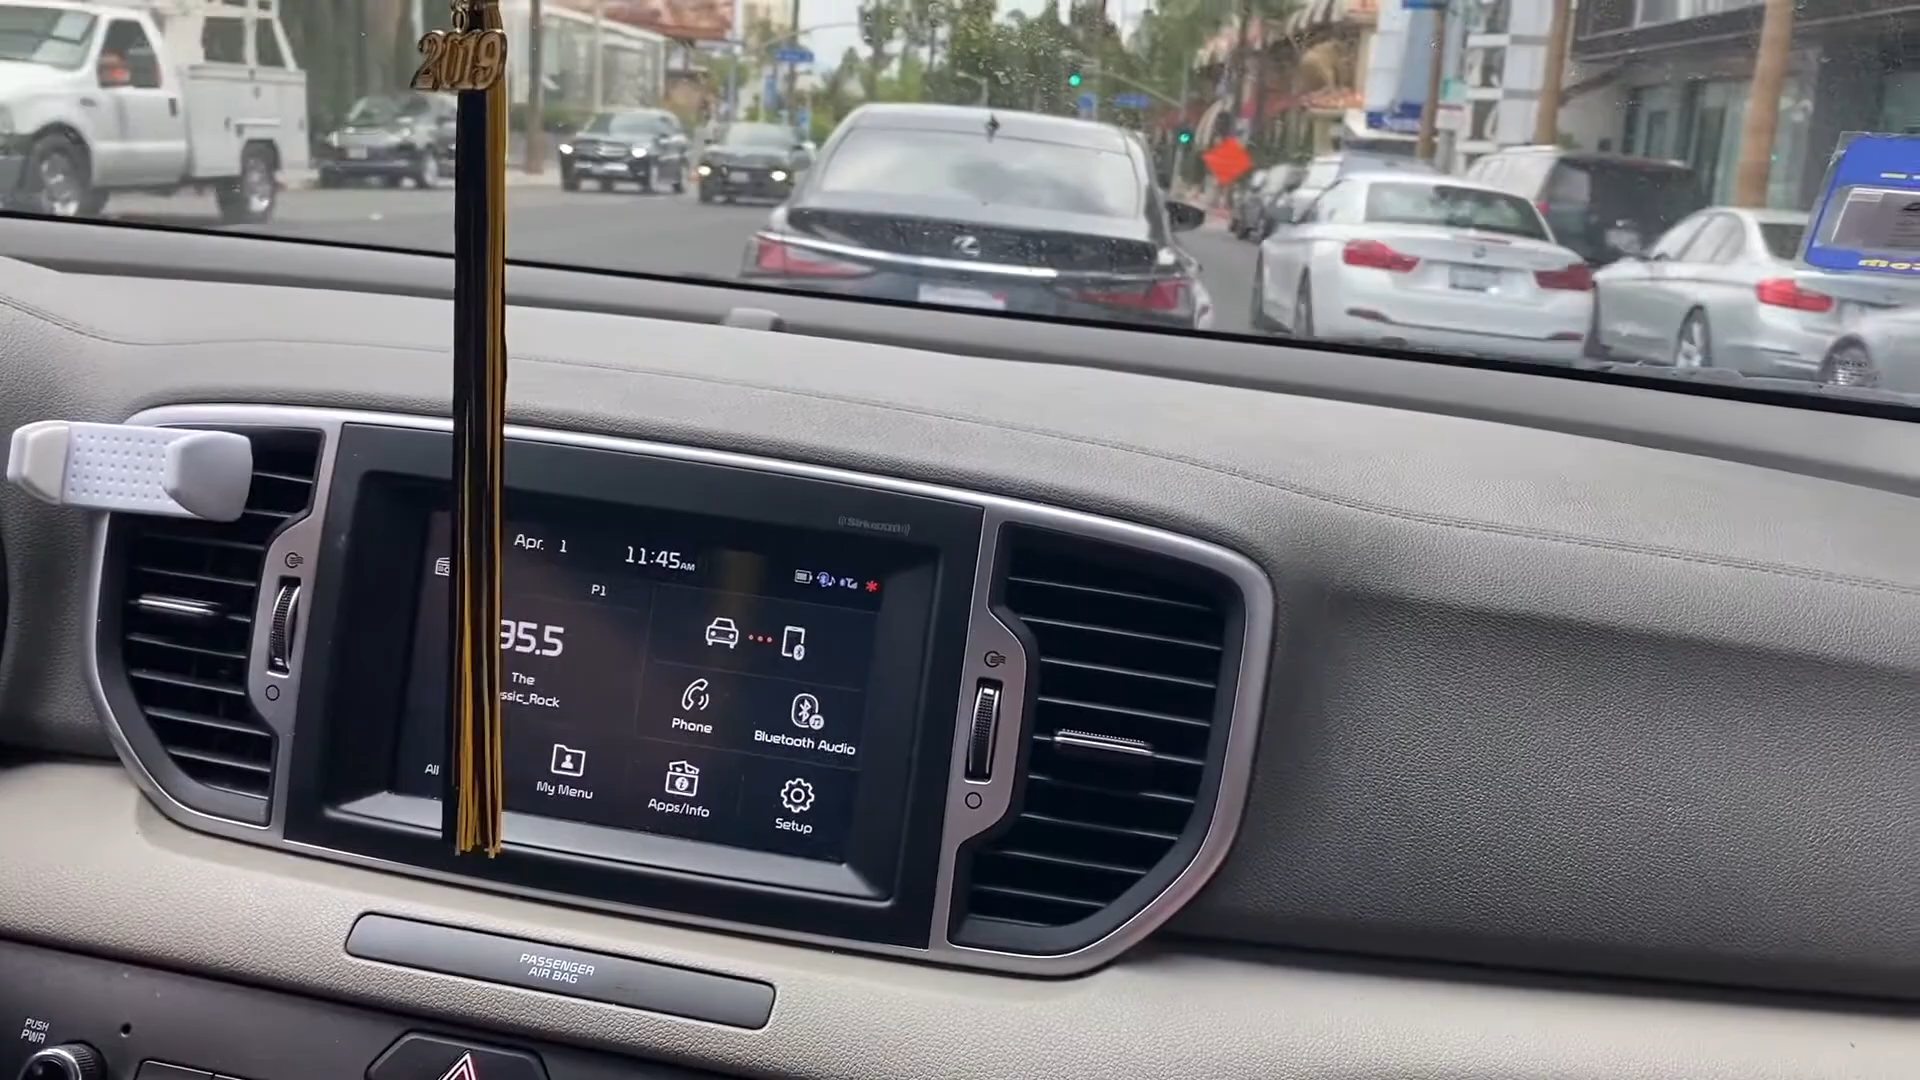 2019
SiriusXM
Apr. 1
11:45AM
P1
95.5
The
ssic_Rock
Phone
Bluetooth Audio
All
My Menu
Apps/Info
Setup
PASSENGER
AIR BAG
PUSH
PWR